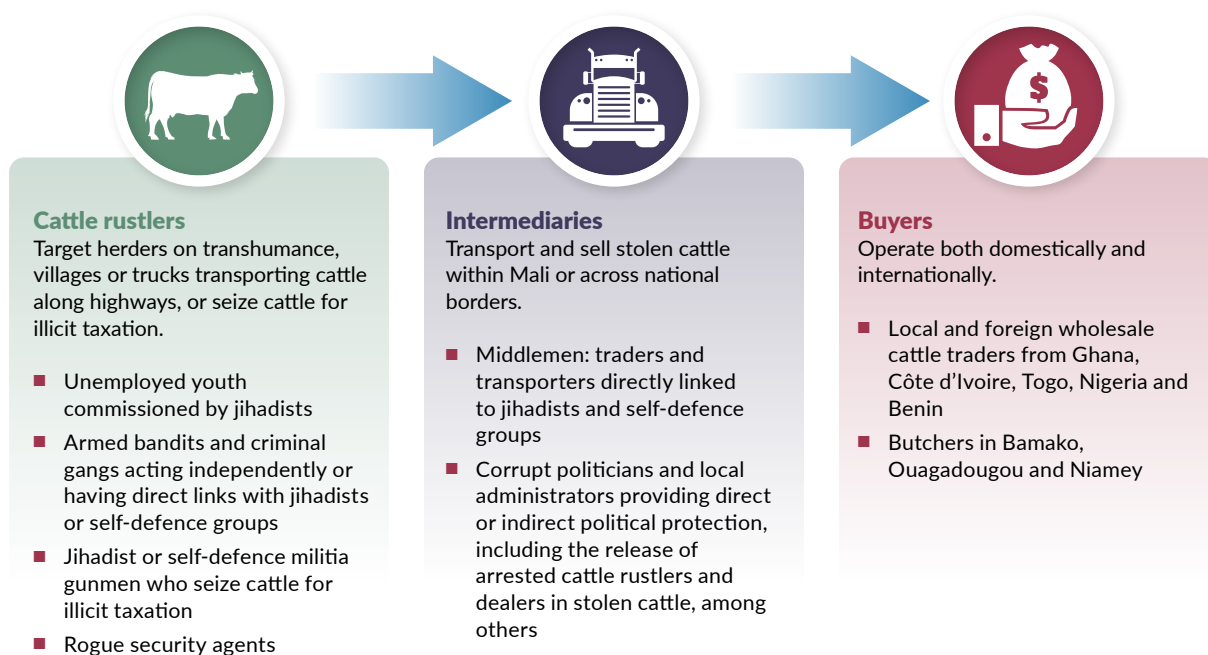 $
Cattle rustlers
Target herders on transhumance,
villages or trucks transporting cattle
along highways, or seize cattle for
illicit taxation.
■ Unemployed youth
commissioned by jihadists
■ Armed bandits and criminal
gangs acting independently or
having direct links with jihadists
or self-defence groups
■ Jihadist or self-defence militia
gunmen who seize cattle for
illicit taxation
■ Rogue security agents
Intermediaries
Transport and sell stolen cattle
within Mali or across national
borders.
■ Middlemen: traders and
transporters directly linked
to jihadists and self-defence
groups
■ Corrupt politicians and local
administrators providing direct
or indirect political protection,
including the release of
arrested cattle rustlers and
dealers in stolen cattle, among
others
Buyers
Operate both domestically and
internationally.
■ Local and foreign wholesale
cattle traders from Ghana,
Côte d’Ivoire, Togo, Nigeria and
Benin
■ Butchers in Bamako,
Ouagadougou and Niamey